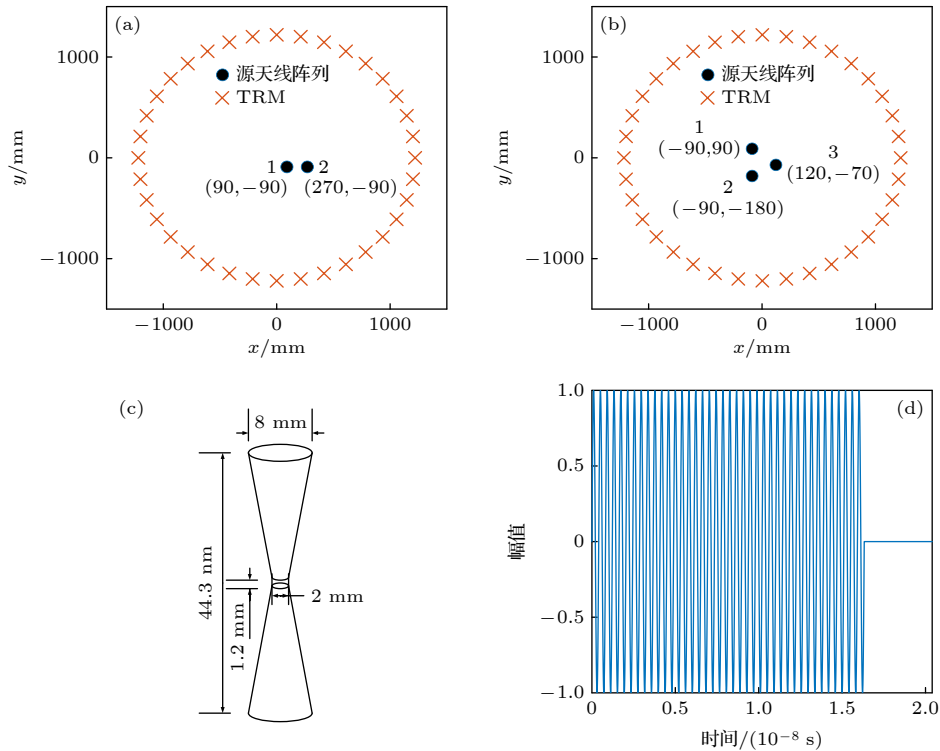 (a)
1000
0
−1000
y/mm
源天线阵列
TRM
1 2
(90,−90) (270,−90)
−1000 0 1000
x/mm
(b)
1000
0
−1000
y/mm
源天线阵列
TRM
1
(−90,90)
3
(120,−70)
2
(−90,−180)
−1000 0 1200
x/mm
(c)
8 mm
44.3 nm
1.2 mm
2 mm
(d)
1.0
0.5
0
−0.5
−1.0
幅值
0 0.5 1.0 1.5 2.0
时间/(10⁻⁸ s)